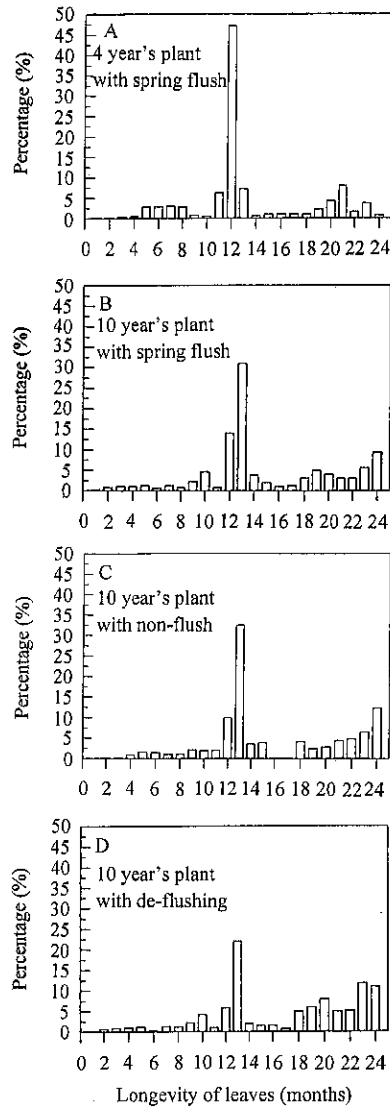 A
4 year's plant
with spring flush
Percentage (%)
50
45
40
35
30
25
20
15
10
5
0
0 2 4 6 8 10 12 14 16 18 20 22 24
B
10 year's plant
with spring flush
Percentage (%)
50
45
40
35
30
25
20
15
10
5
0
0 2 4 6 8 10 12 14 16 18 20 22 24
C
10 year's plant
with non-flush
Percentage (%)
50
45
40
35
30
25
20
15
10
5
0
0 2 4 6 8 10 12 14 16 18 20 22 24
D
10 year's plant
with de-flushing
Percentage (%)
50
45
40
35
30
25
20
15
10
5
0
0 2 4 6 8 10 12 14 16 18 20 22 24
Longevity of leaves (months)